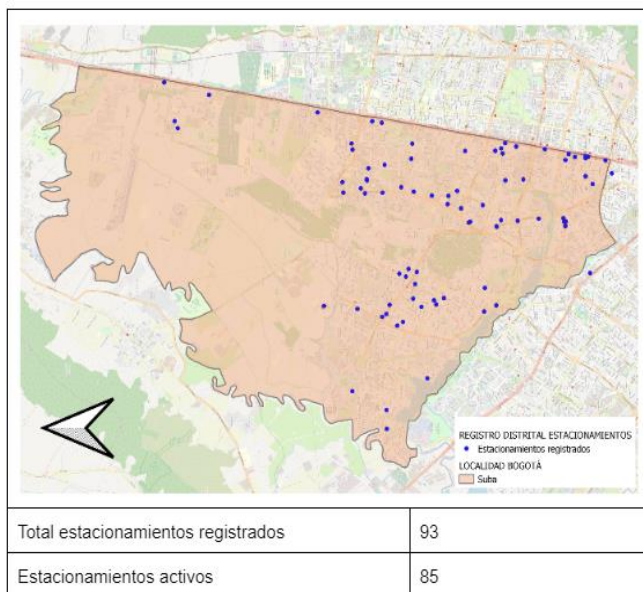 REGISTRO DISTRITAL ESTACIONAMIENTOS
Estacionamientos registrados
LOCALIDAD BOGOTÁ
Suba
Total estacionamientos registrados 93
Estacionamientos activos 85